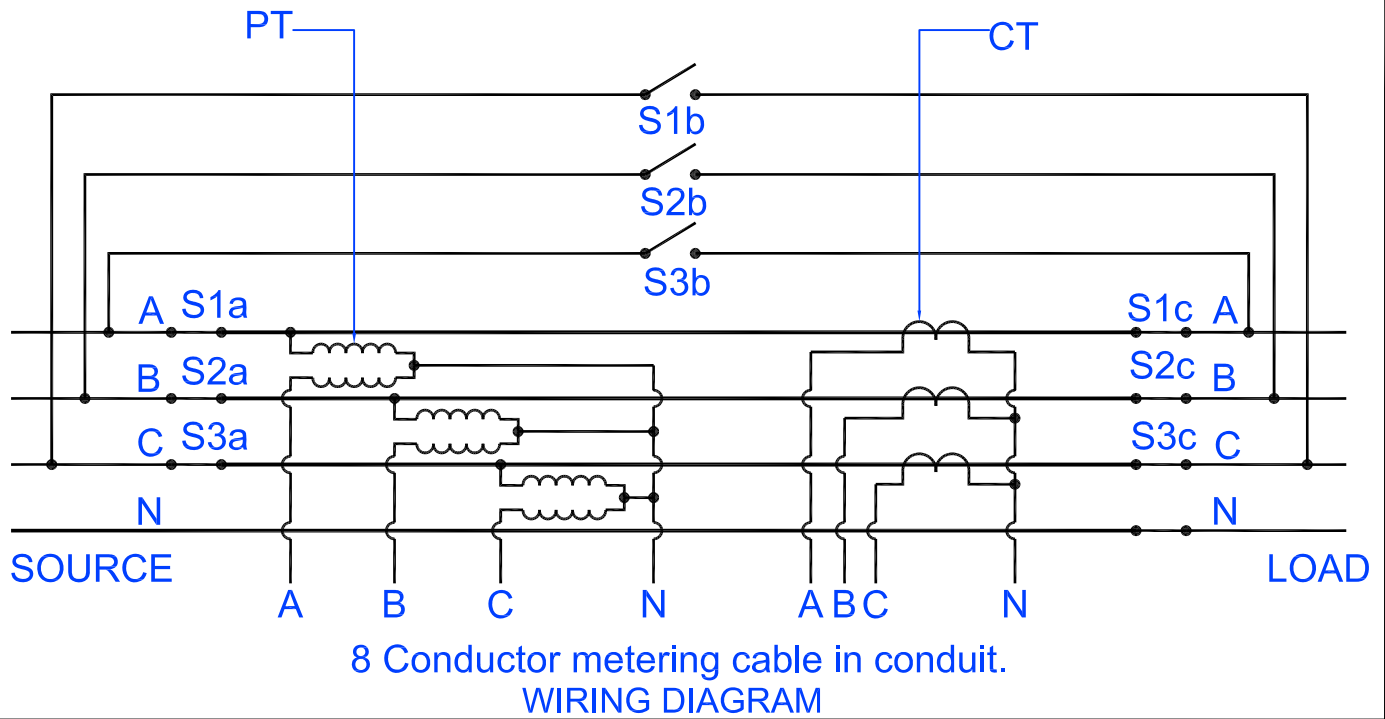 PT
CT
S1b
S2b
S3b
A S1a S1c A
B S2a S2c B
C S3a S3c C
N N
SOURCE LOAD
A B C N A B C N
8 Conductor metering cable in conduit.
WIRING DIAGRAM